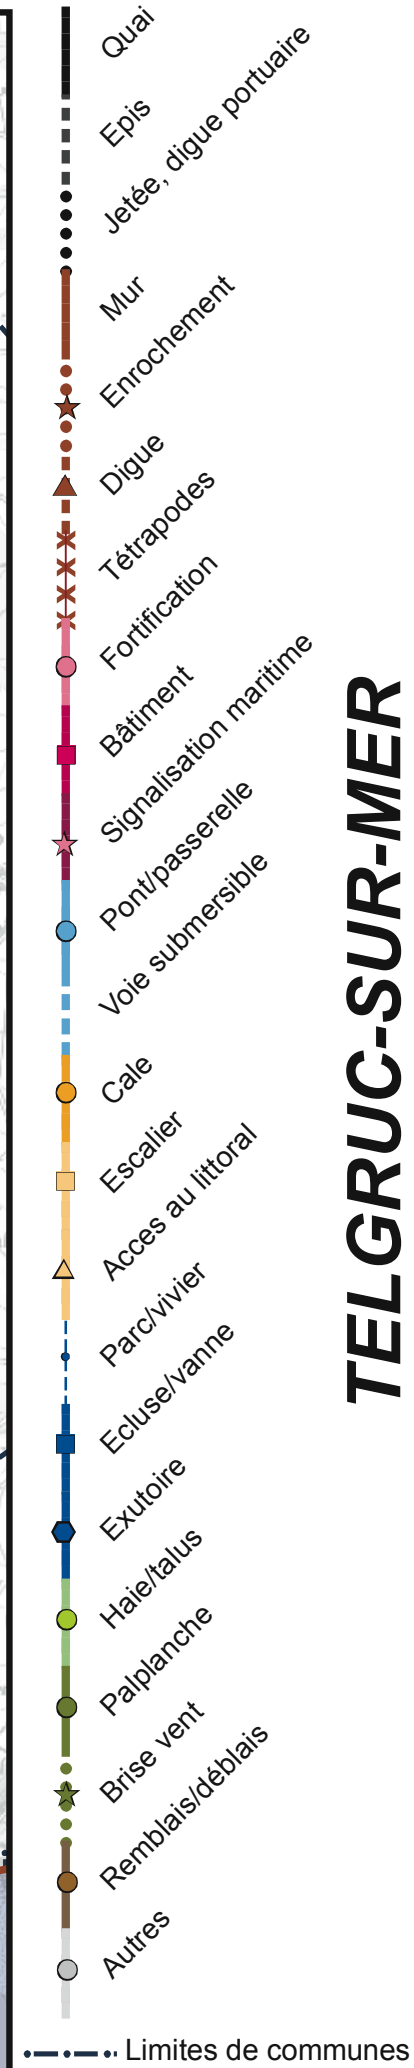 Quai
Epis
Jetée, digue portuaire
Mur
Enrochement
Digue
Tétrapodes
Fortification
Bâtiment
Signalisation maritime
Pont/passerelle
Voie submersible
Cale
Escalier
Acces au littoral
Parc/vivier
Ecluse/vanne
Exutoire
Haie/talus
Palplanche
Brise vent
Remblais/déblais
Autres
Limites de communes
TELGRUC-SUR-MER